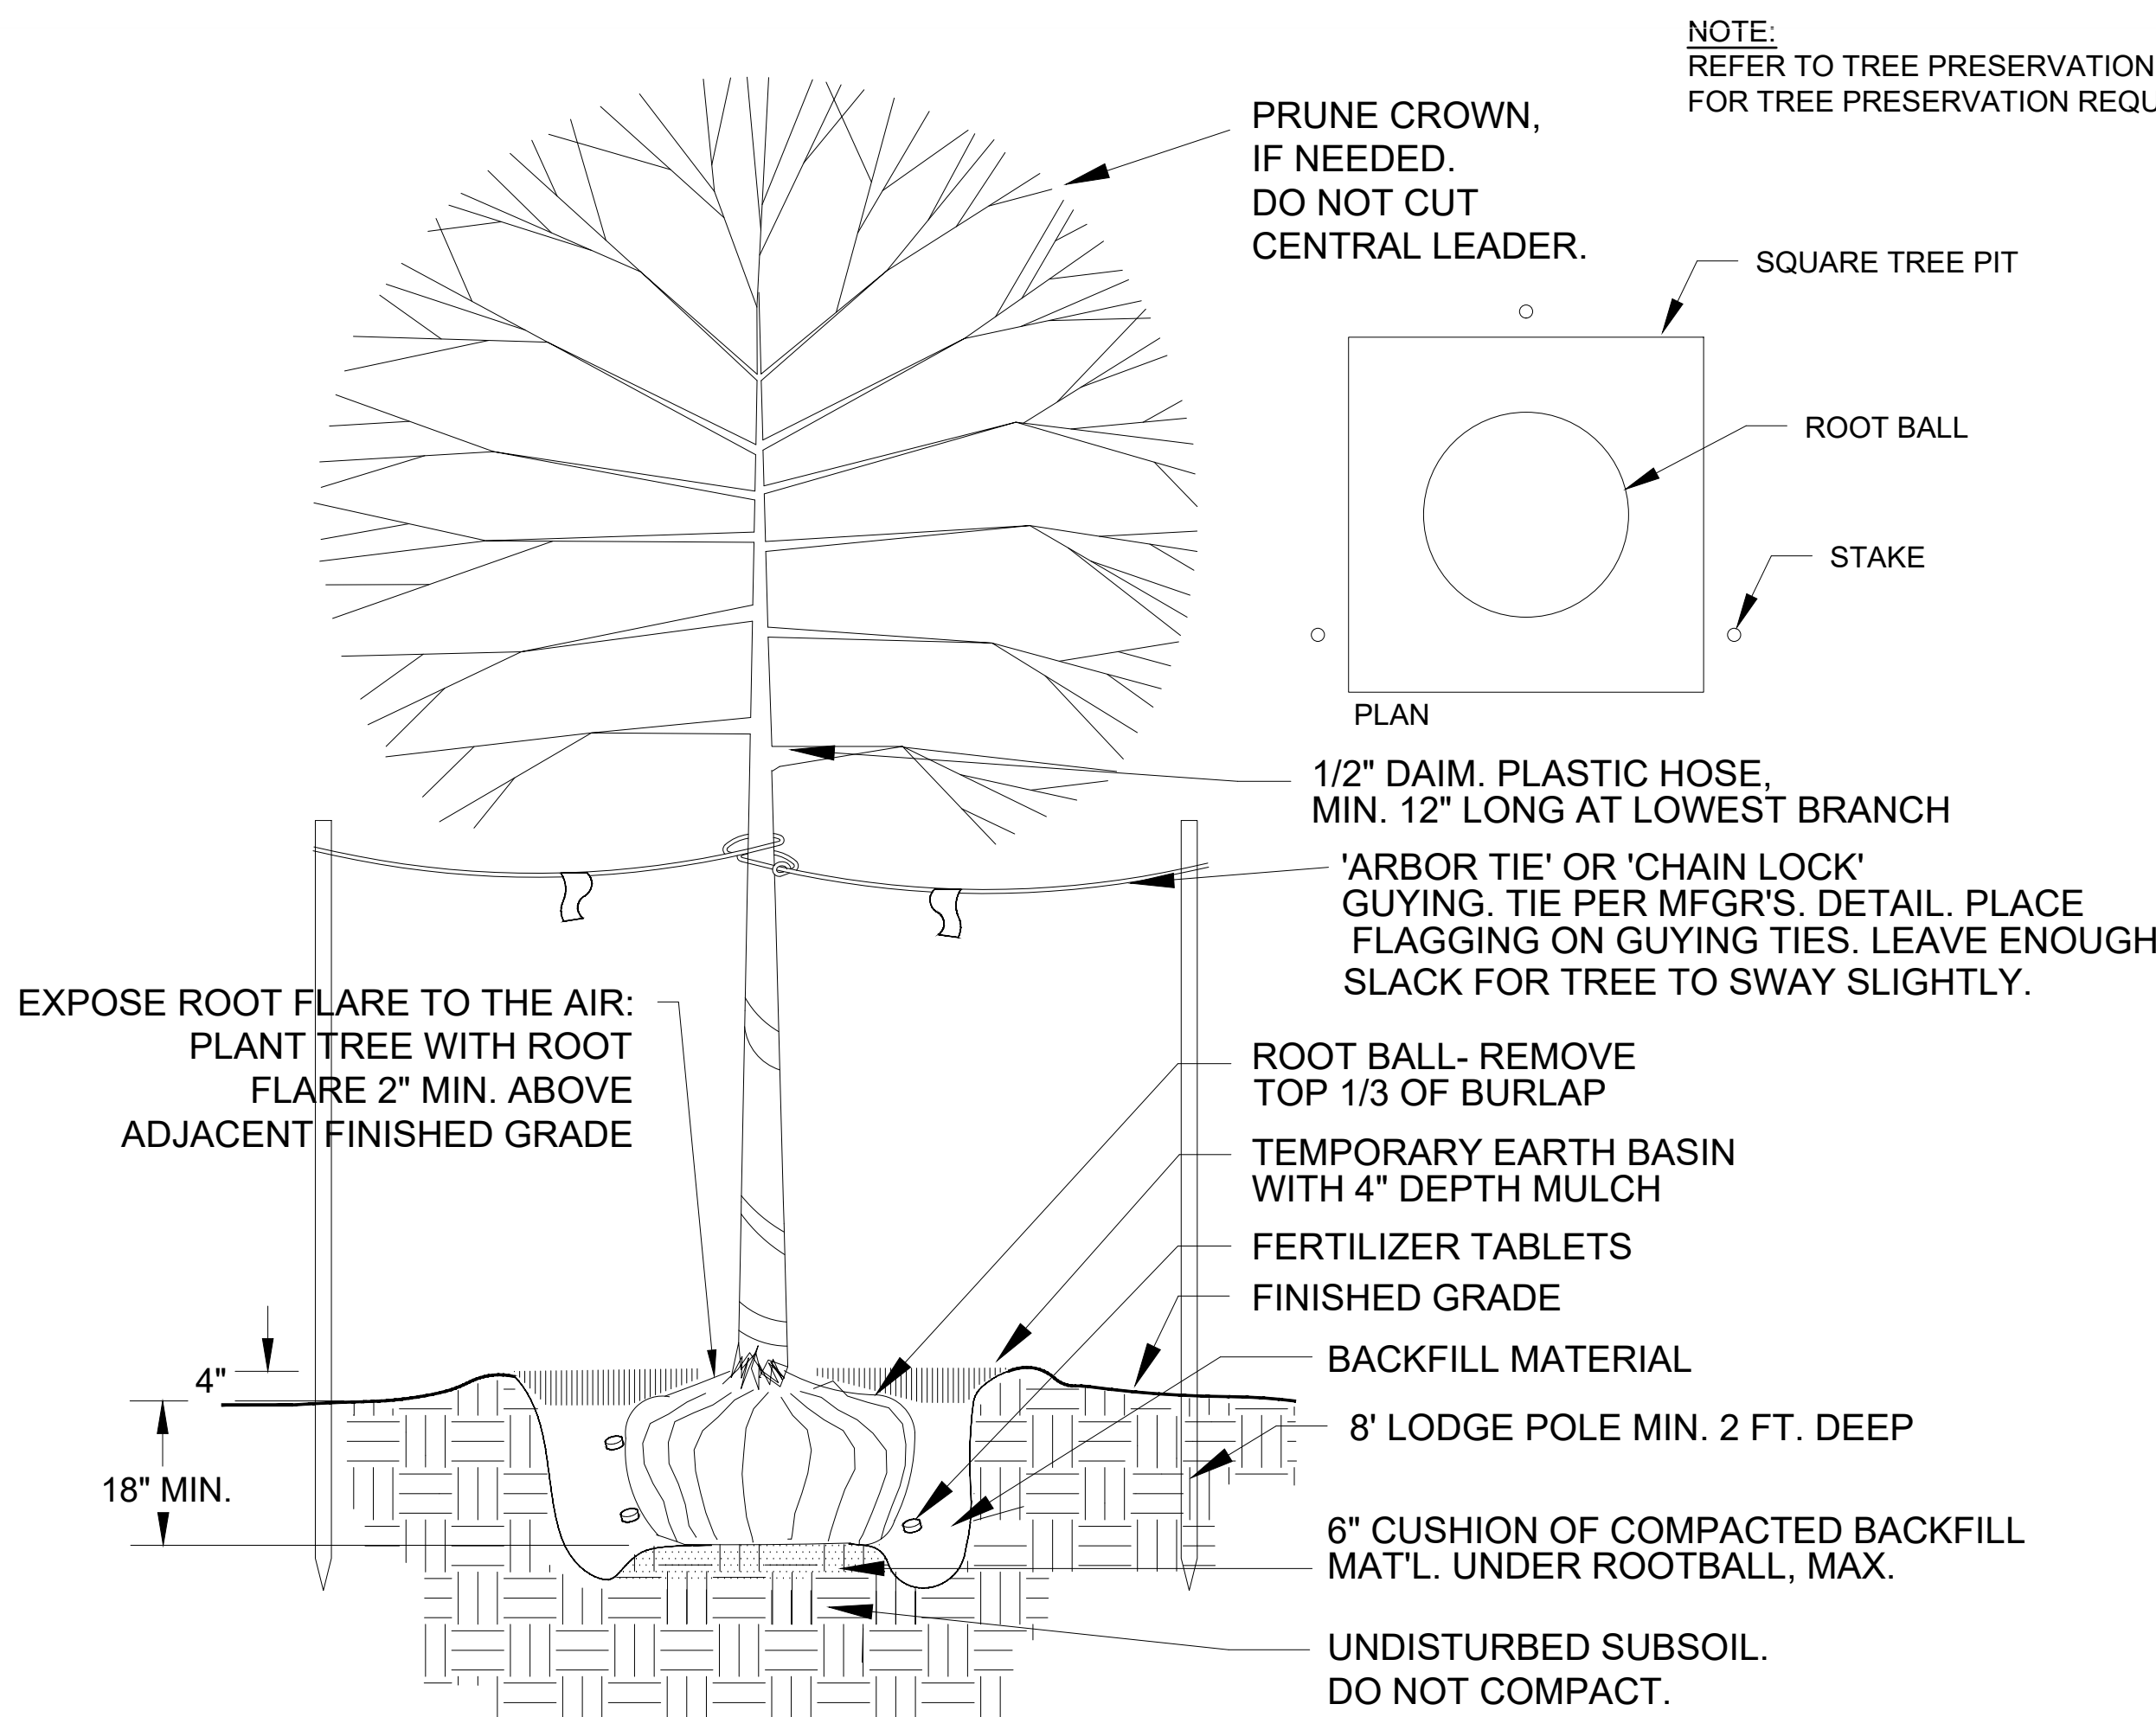 NOTE:
REFER TO TREE PRESERVATION
FOR TREE PRESERVATION
PRUNE CROWN,
IF NEEDED.
DO NOT CUT
CENTRAL LEADER.
SQUARE TREE PIT
ROOT BALL
STAKE
PLAN
1/2" DAIM. PLASTIC HOSE,
MIN. 12" LONG AT LOWEST BRANCH
'ARBOR TIE' OR 'CHAIN LOCK'
GUYING. TIE PER MFGR'S. DETAIL. PLACE
FLAGGING ON GUYING TIES. LEAVE ENOUGH
SLACK FOR TREE TO SWAY SLIGHTLY.
EXPOSE ROOT FLARE TO THE AIR:
PLANT TREE WITH ROOT
FLARE 2" MIN. ABOVE
ADJACENT FINISHED GRADE
ROOT BALL- REMOVE
TOP 1/3 OF BURLAP
TEMPORARY EARTH BASIN
WITH 4" DEPTH MULCH
FERTILIZER TABLETS
FINISHED GRADE
BACKFILL MATERIAL
4"
8' LODGE POLE MIN. 2 FT. DEEP
18" MIN.
6" CUSHION OF COMPACTED BACKFILL
MAT'L. UNDER ROOTBALL, MAX.
UNDISTURBED SUBSOIL.
DO NOT COMPACT.